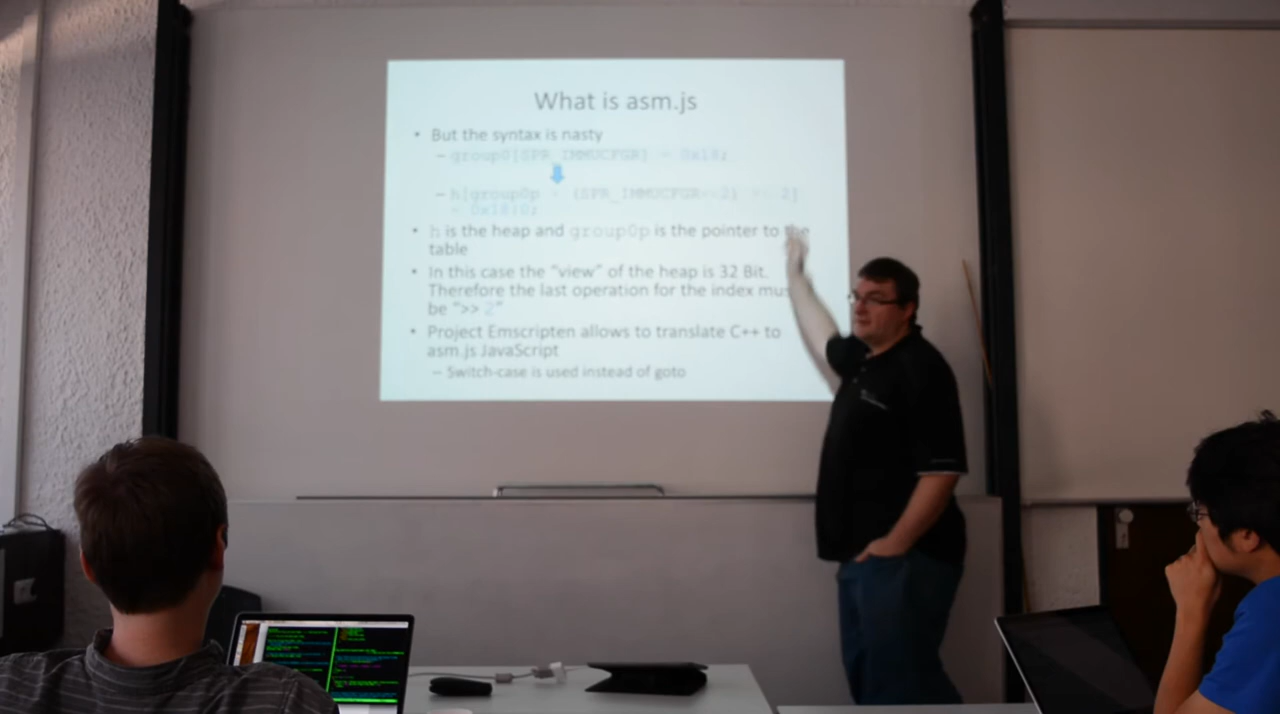 What is asm.js
• But the syntax is nasty
– group0[SPR_IMMUCFGR] = 0x18;
– h[group0p + (SPR_IMMUCFGR<<2) >> 2]
= 0x18|0;
• h is the heap and group0p is the pointer to the
table
• In this case the "view" of the heap is 32 Bit.
Therefore the last operation for the index
be ">> 2"
• Project Emscripten allows to translate C++ to
asm.js JavaScript
– Switch-case is used instead of goto